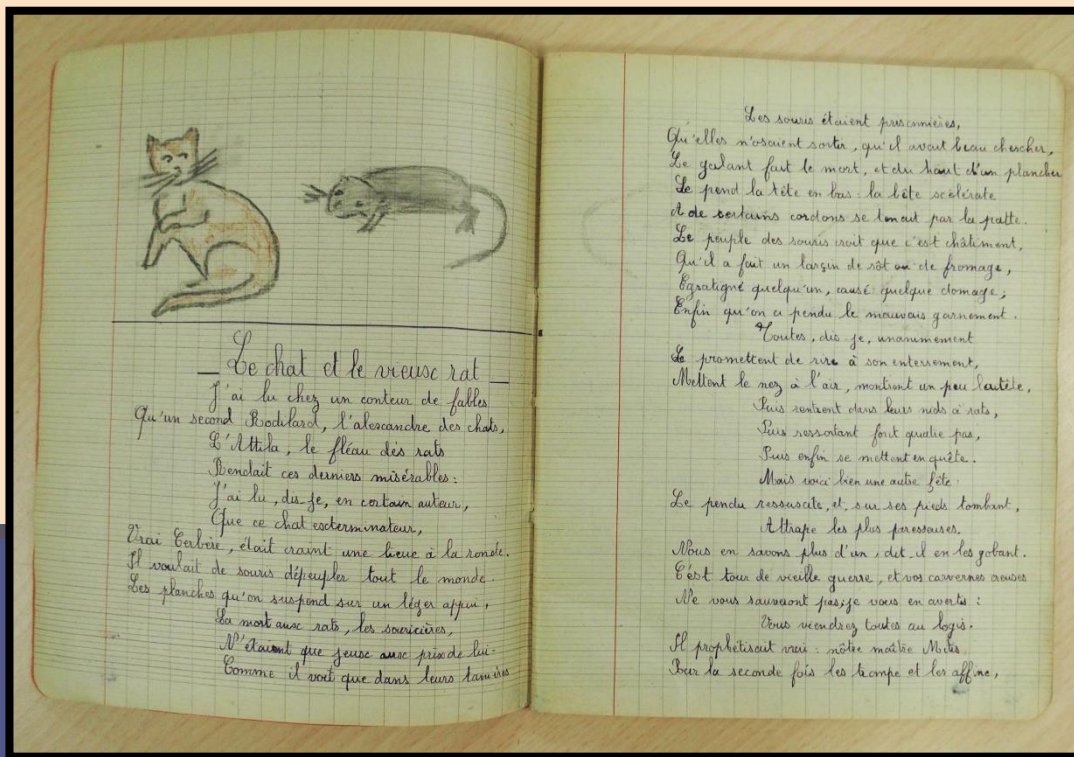 Le chat et le vieux rat
J'ai lu chez un conteur de fables
Qu'un second Rodilard, l'alexandre des chats,
L'Attila, le fléau des rats
Rendait ces derniers misérables :
J'ai lu, dis-je, en certain auteur,
Que ce chat exterminateur,
Vrai Cerbère, était craint une lieue à la ronde.
Il voulait de souris dépeupler tout le monde.
Les planches qu'on suspend sur un léger appui,
La mort aux rats, les souricières,
N'étaient que jeux aux prix de lui.
Comme il voit que dans leurs tanières
Les souris étaient prisonnières,
Qu'elles n'osaient sortir, qu'il avait beau chercher,
Le galant fait le mort, et du haut d'un plancher
Se pend la tête en bas : la bête scélérate
A de certains cordons se tenait par la patte.
Le peuple des souris croit que c'est châtiment,
Qu'il a fait un larçin de rôt ou de fromage,
Egratigné quelqu'un, causé quelque domage ;
Enfin qu'on a pendu le mauvais garnement.
Toutes, dis je, unanimement
Se promettent de rire à son enterrement,
Mettent le nez à l'air, montrent un peu la tête,
Puis rentrent dans leurs nids à rats,
Puis ressortant font quatre pas,
Puis enfin se mettent en quête.
Mais voici bien une autre fête :
Le pendu ressuscite, et, sur ses pieds tombant,
Attrape les plus paresseuses.
Nous en savons plus d'un, dit, il en les gobant.
C'est tour de vieille guerre, et vos cavernes creuses
Ne vous sauveront pas, je vous en avertis :
Vous viendrez toutes au logis.
Il prophétisait vrai : nôtre maître Mitis
Pour la seconde fois les trompe et les affine,